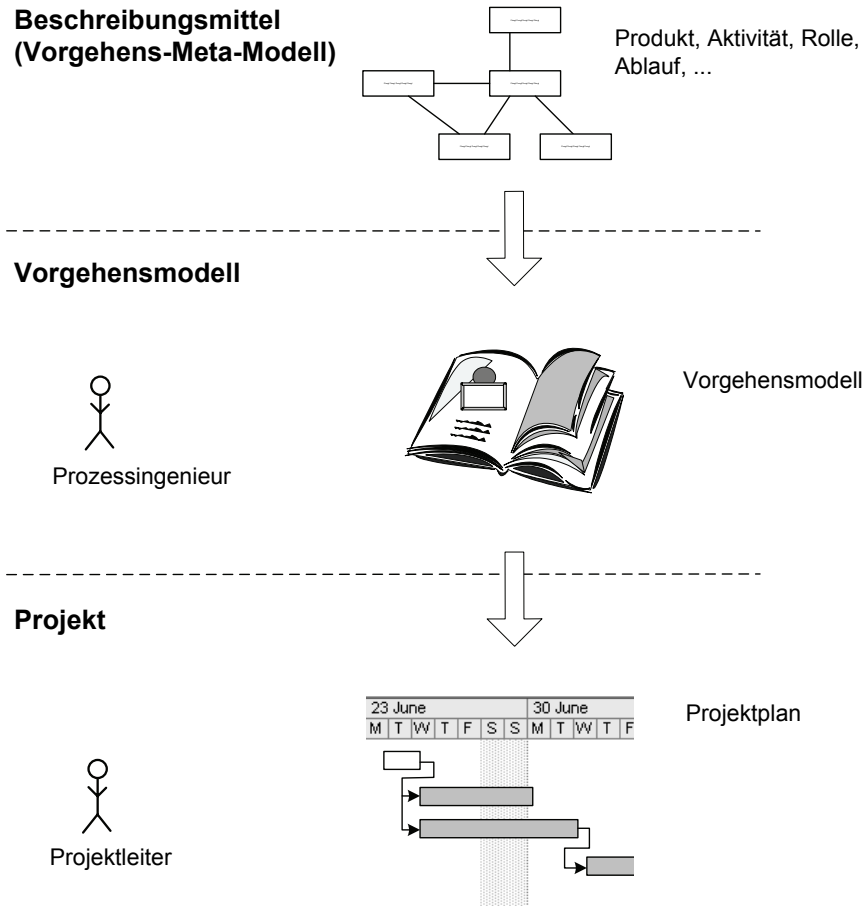 Beschreibungsmittel
(Vorgehens-Meta-Modell)
Produkt, Aktivität, Rolle,
Ablauf, ...
Vorgehensmodell
Vorgehensmodell
Prozessingenieur
Projekt
23 June 30 June
M T W T F S S M T W T F
Projektplan
Projektleiter